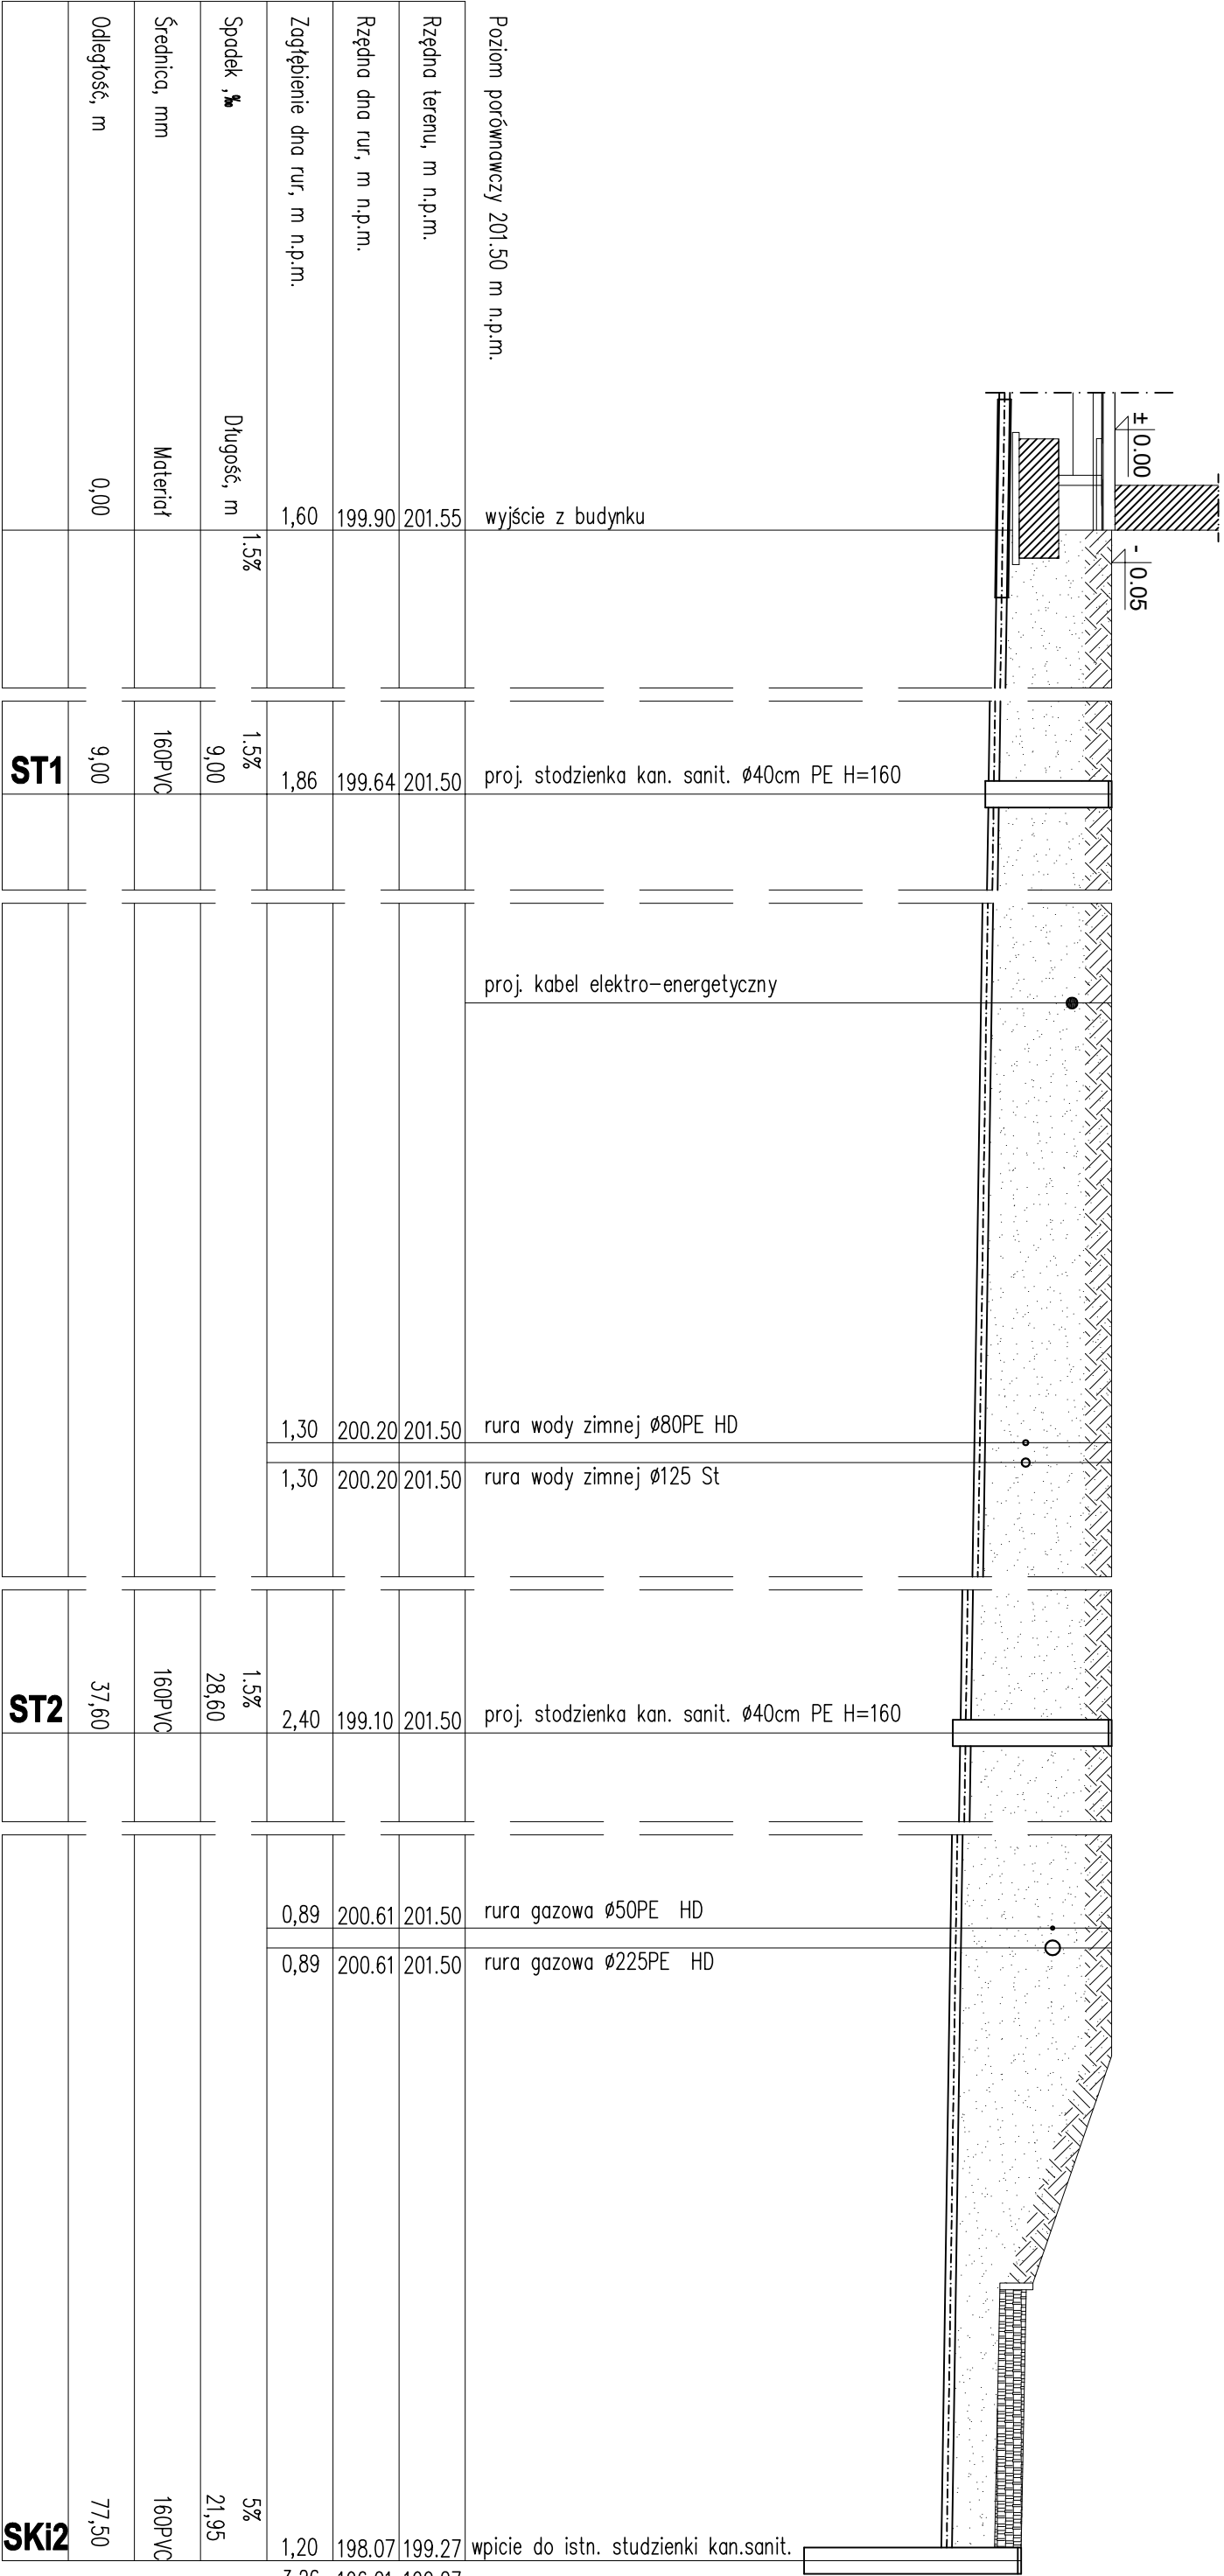 ± 0.00
- 0.05
Poziom porównawczy 201.50 m n.p.m.
Rzędna terenu, m n.p.m.
Rzędna dna rur, m n.p.m.
Zagłębienie dna rur, m n.p.m.
Spadek ,‰
Długość, m
Średnica, mm
Materiał
Odległość, m
wyjście z budynku
201.55
199.90
1,60
1.5%
0,00
proj. stodzienka kan. sanit. Ø40cm PE H=160
201.50
199.64
1,86
1.5%
9,00
160PVC
9,00
ST1
proj. kabel elektro-energetyczny
rura wody zimnej Ø80PE HD
201.50
200.20
1,30
rura wody zimnej Ø125 St
201.50
200.20
1,30
proj. stodzienka kan. sanit. Ø40cm PE H=160
201.50
199.10
2,40
1.5%
28,60
160PVC
37,60
ST2
rura gazowa Ø50PE HD
201.50
200.61
0,89
rura gazowa Ø225PE HD
201.50
200.61
0,89
wpicie do istn. studzienki kan.sanit.
199.27
198.07
1,20
5%
21,95
160PVC
77,50
SKi2